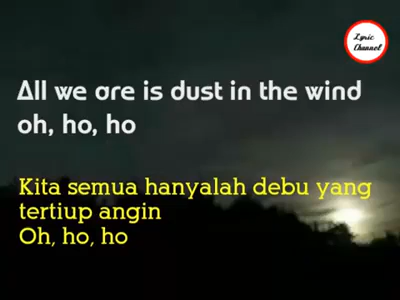 Lyric
Channel
All we are is dust in the wind
oh, ho, ho
Kita semua hanyalah debu yang
tertiup angin
Oh, ho, ho